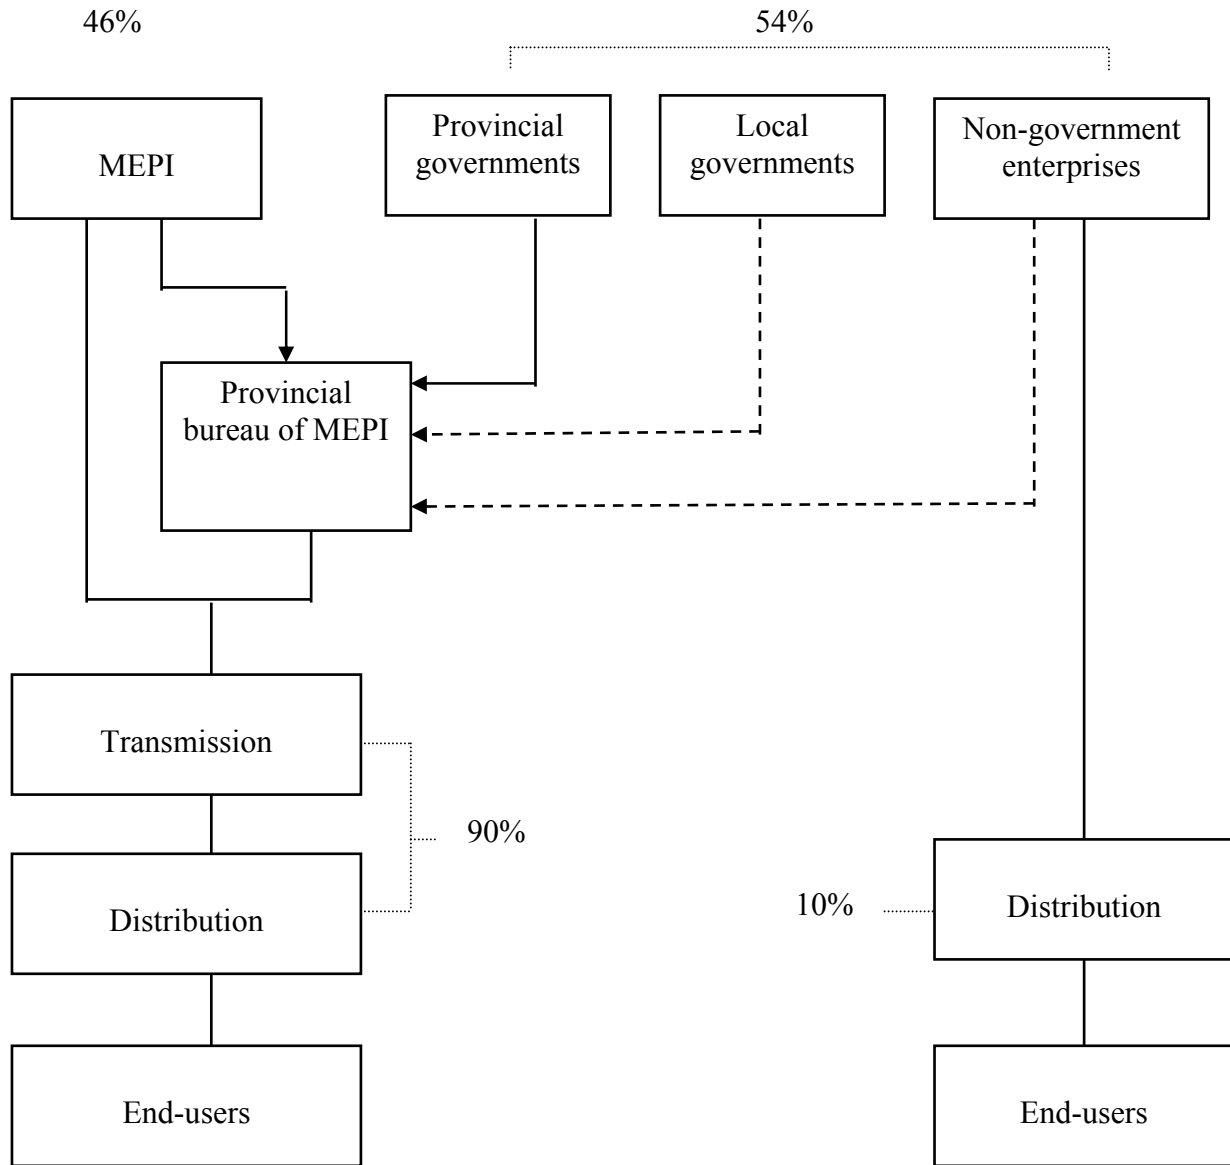 46%
54%
MEPI
Provincial
governments
Local
governments
Non-government
enterprises
Provincial
bureau of MEPI
Transmission
90%
Distribution
10%
Distribution
End-users
End-users